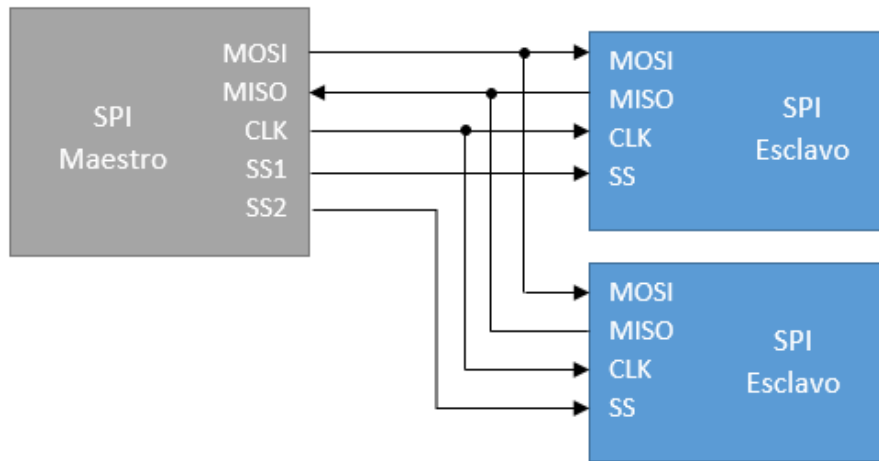 MOSI
MISO
CLK
SS1
SS2
SPI
Maestro
MOSI
MISO
CLK
SS
SPI
Esclavo
MOSI
MISO
CLK
SS
SPI
Esclavo